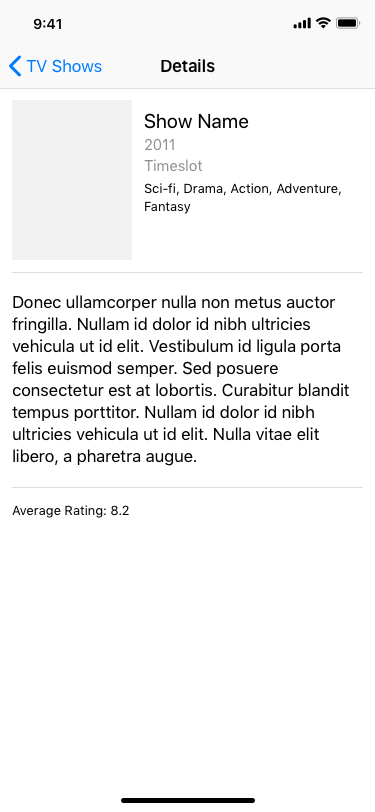 9:41
TV Shows
Details
Show Name
2011
Timeslot
Sci-fi, Drama, Action, Adventure,
Fantasy
Donec ullamcorper nulla non metus auctor
fringilla. Nullam id dolor id nibh ultricies
vehicula ut id elit. Vestibulum id ligula porta
felis euismod semper. Sed posuere
consectetur est at lobortis. Curabitur blandit
tempus porttitor. Nullam id dolor id nibh
ultricies vehicula ut id elit. Nulla vitae elit
libero, a pharetra augue.
Average Rating: 8.2